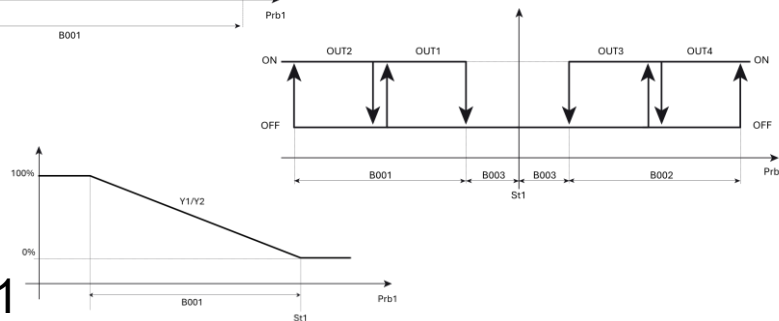 Prb1
B001
OUT2 OUT1 OUT3 OUT4
ON ON
OFF OFF
B001 B003 B003 B002 Prb
St1
100%
Y1/Y2
0%
1
B001 Prb1
St1